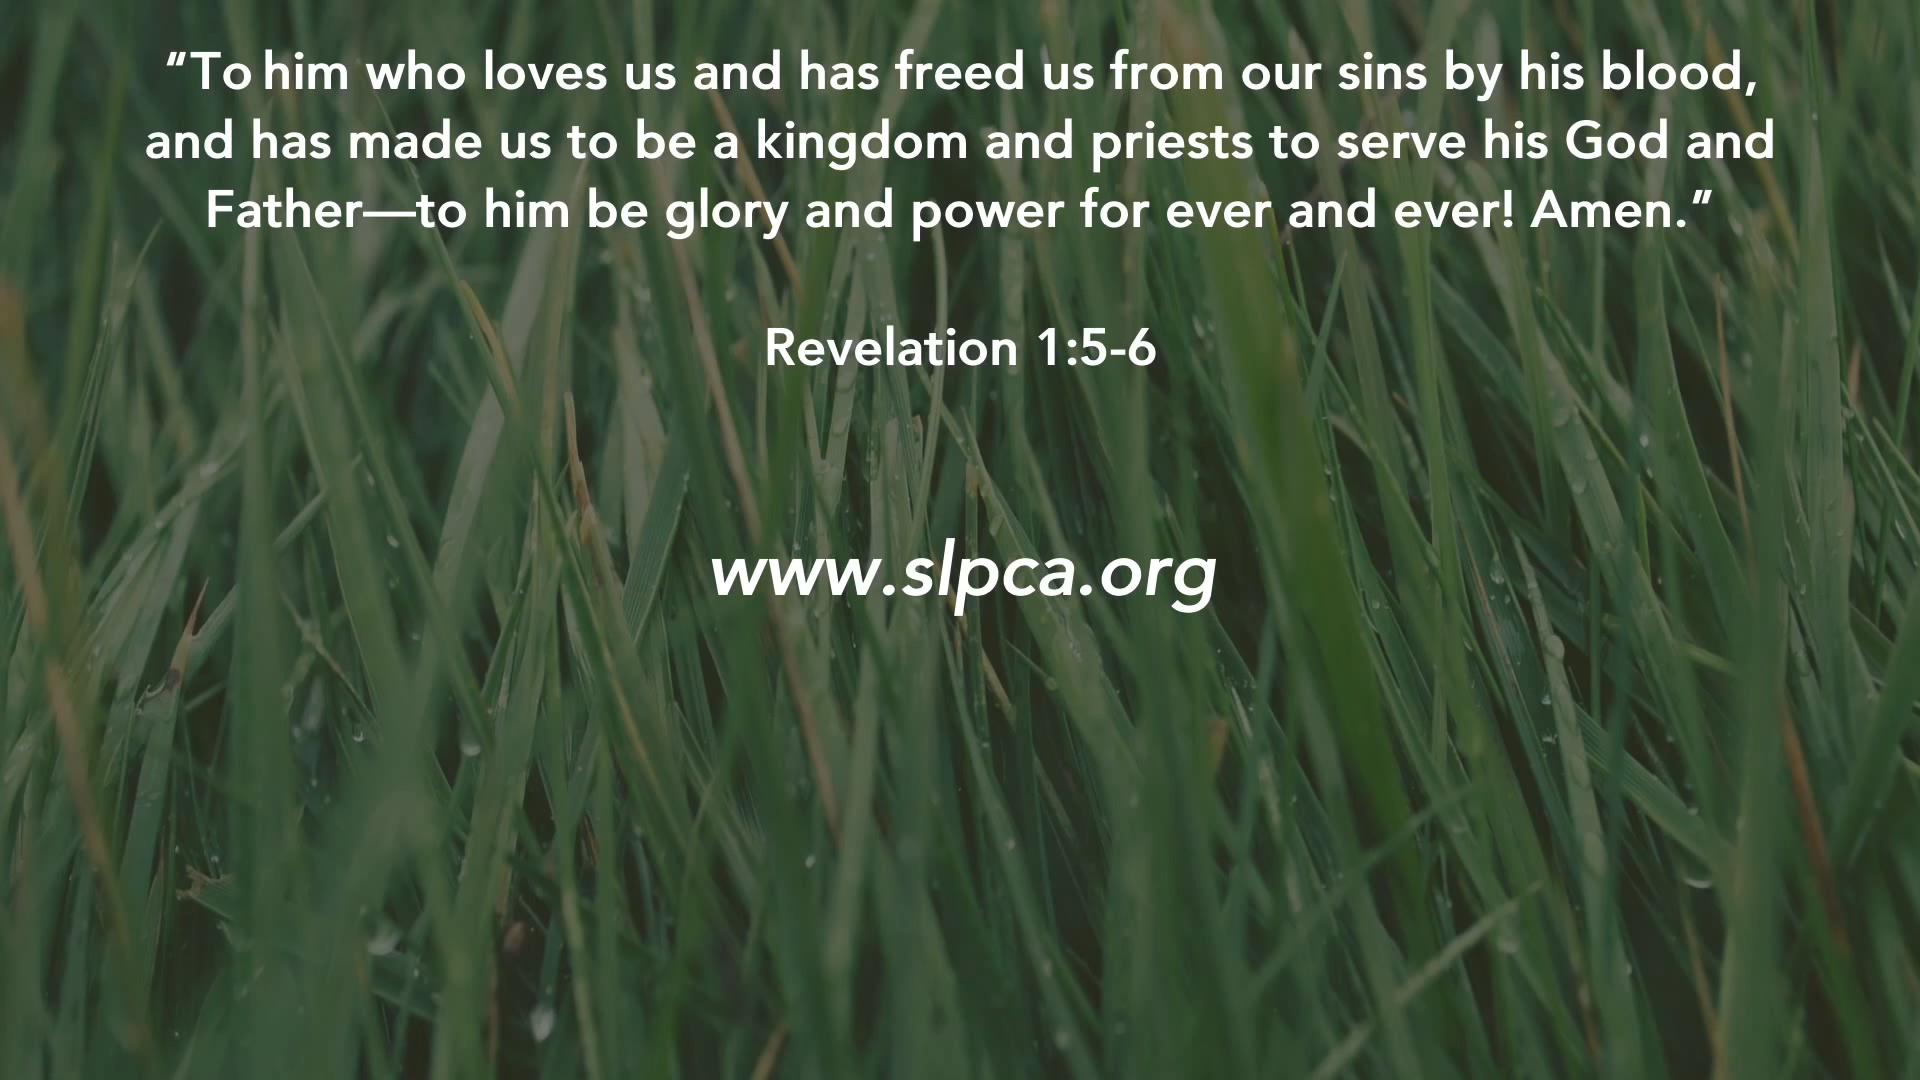 “To him who loves us and has freed us from our sins by his blood,
and has made us to be a kingdom and priests to serve his God and
Father—to him be glory and power for ever and ever! Amen.”
Revelation 1:5-6
www.slpca.org